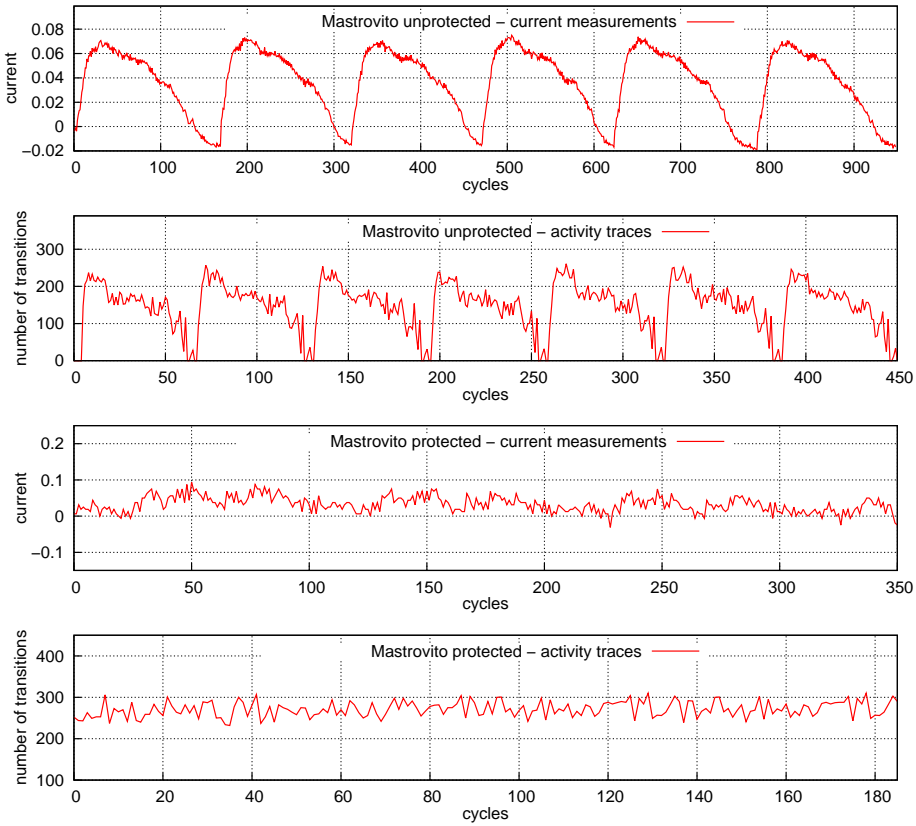 Mastrovito unprotected – current measurements
current
0.08
0.06
0.04
0.02
0
−0.02
0 100 200 300 400 500 600 700 800 900
cycles
Mastrovito unprotected – activity traces
number of transitions
300
200
100
0
0 50 100 150 200 250 300 350 400 450
cycles
Mastrovito protected – current measurements
current
0.2
0.1
0
−0.1
0 50 100 150 200 250 300 350
cycles
Mastrovito protected – activity traces
number of transitions
400
300
200
100
0 20 40 60 80 100 120 140 160 180
cycles